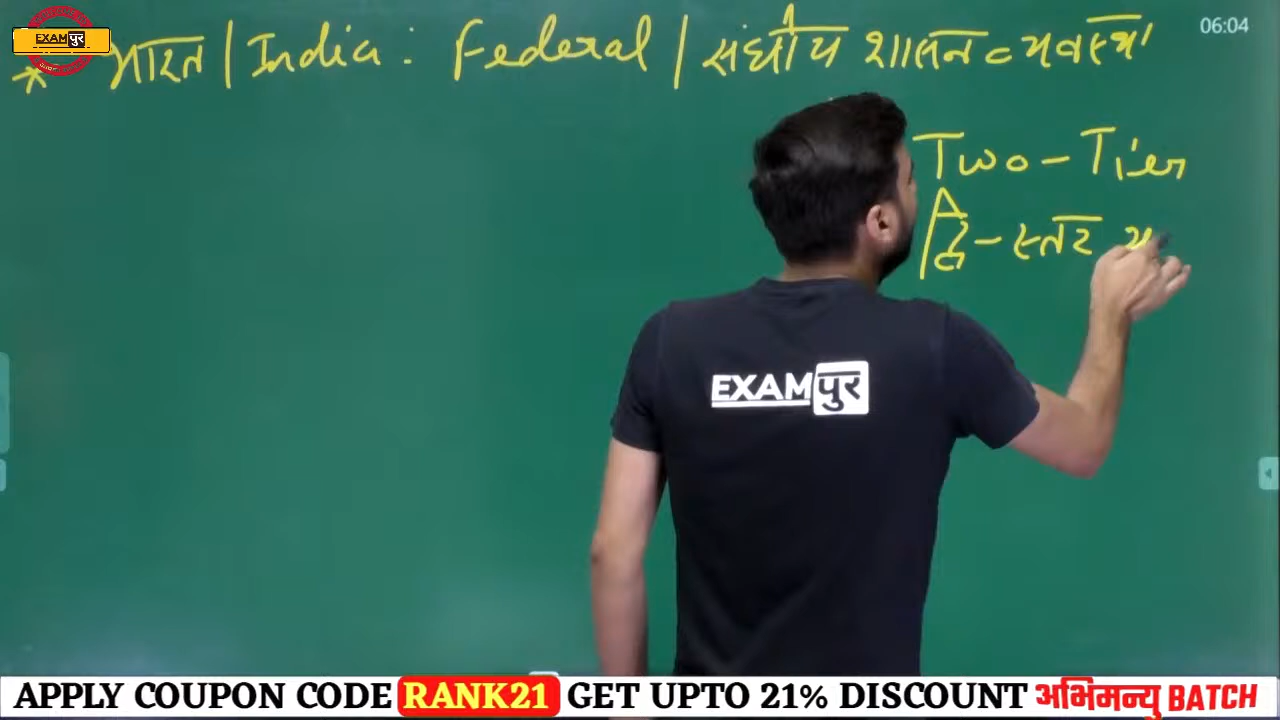 EXAMपुर
06:04
* भारत / India : Federal / संघीय शासन व्यवस्था
Two-Tier
द्वि-स्तर
EXAMपुर
APPLY COUPON CODE RANK21 GET UPTO 21% DISCOUNT अभिमन्यु BATCH